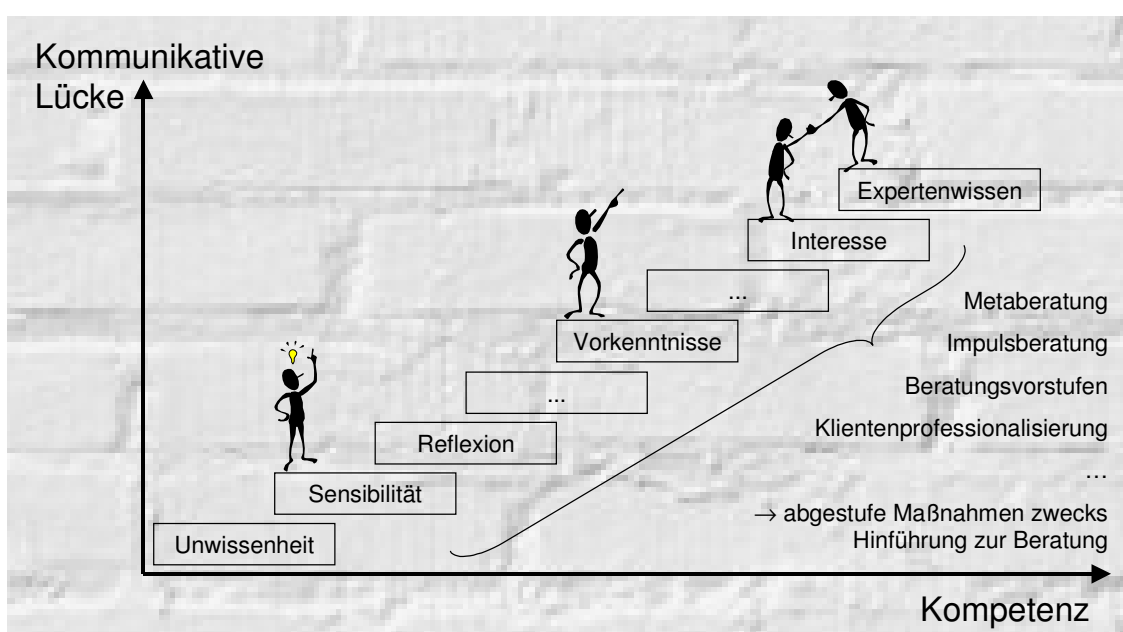 Kommunikative
Lücke
Expertenwissen
Interesse
...
Vorkenntnisse
...
Reflexion
Sensibilität
Unwissenheit
Metaberatung
Impulsberatung
Beratungsvorstufen
Klientenprofessionalisierung
...
→ abgestufe Maßnahmen zwecks
Hinführung zur Beratung
Kompetenz